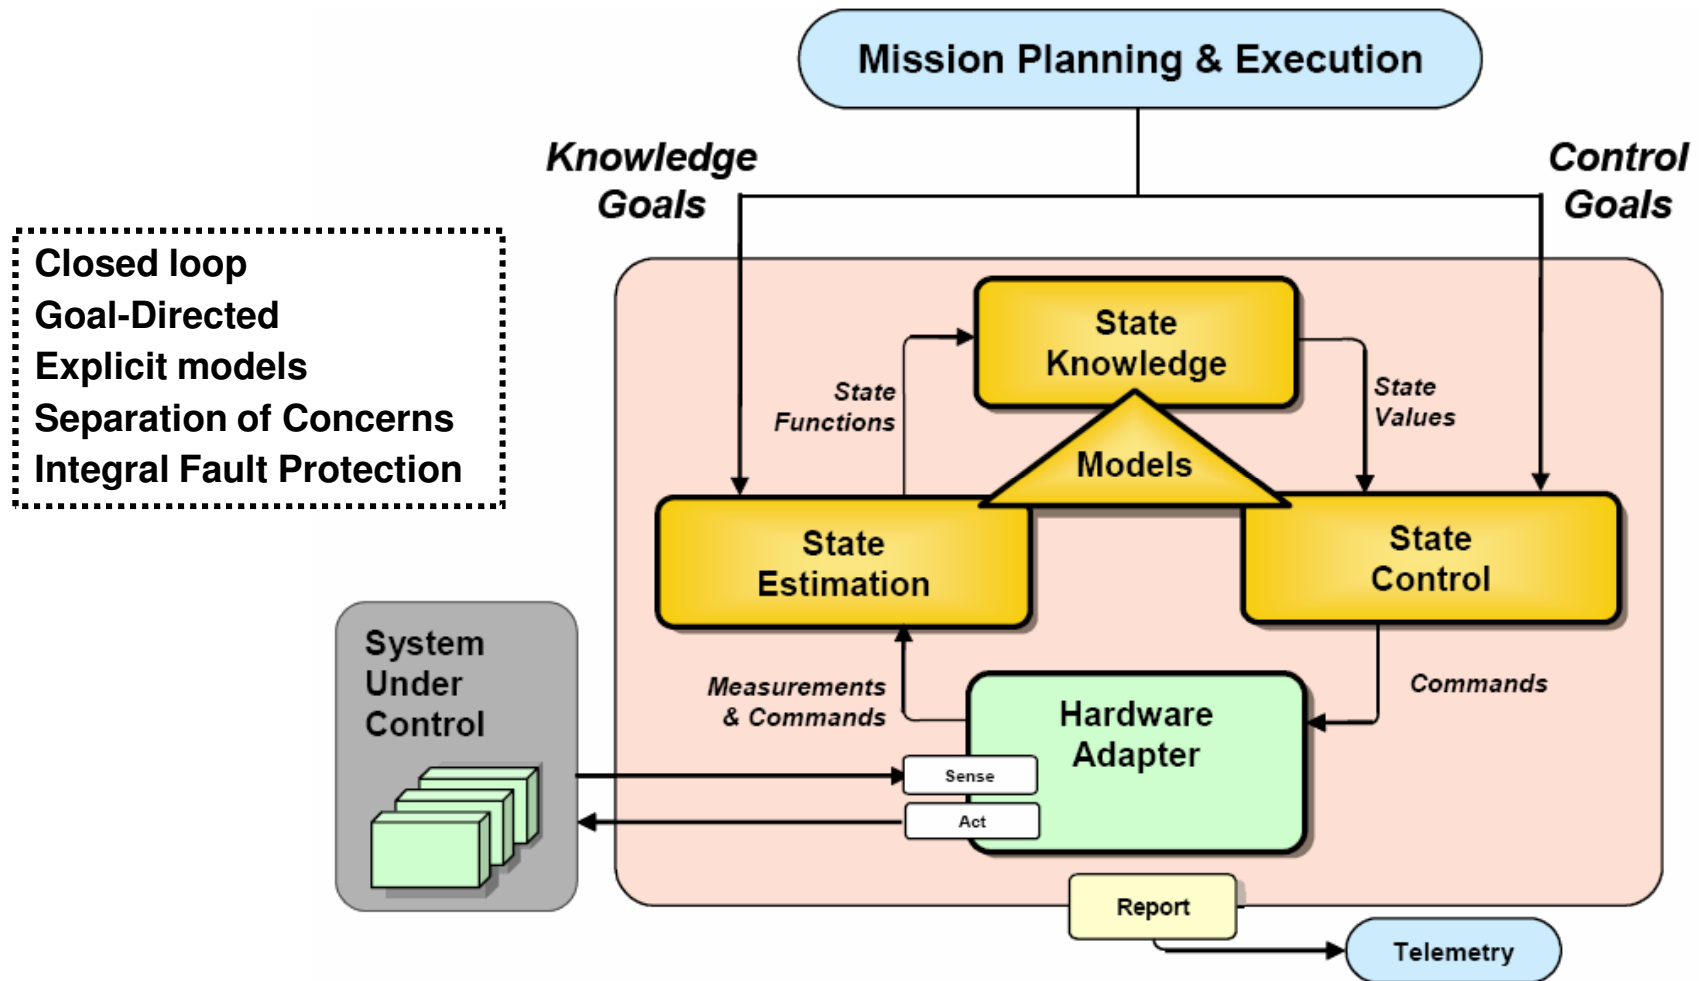 Mission Planning & Execution
Knowledge
Goals
Control
Goals
Closed loop
Goal-Directed
Explicit models
Separation of Concerns
Integral Fault Protection
State
Knowledge
State
Functions
State
Values
Models
State
Estimation
State
Control
System
Under
Control
Measurements
& Commands
Commands
Hardware
Adapter
Sense
Act
Report
Telemetry